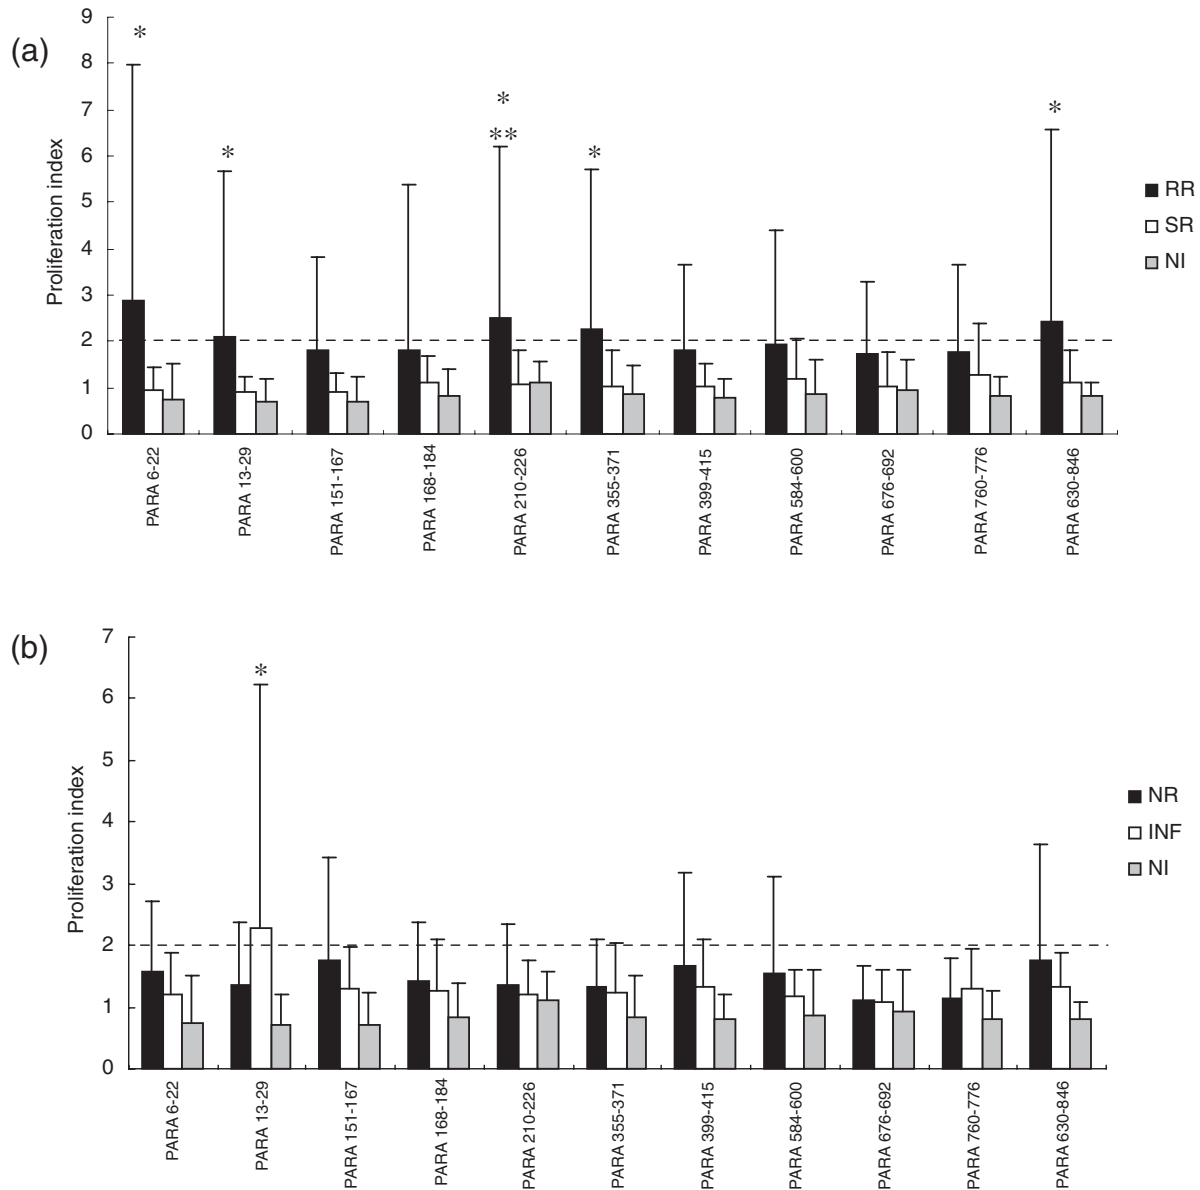 (a)
Proliferation index
9
8
7
6
5
4
3
2
1
0
*
*
*
**
*
*
RR
SR
NI
PARA 6-22
PARA 13-29
PARA 151-167
PARA 168-184
PARA 210-226
PARA 355-371
PARA 399-415
PARA 584-600
PARA 676-692
PARA 760-776
PARA 630-846
(b)
Proliferation index
7
6
5
4
3
2
1
0
*
NR
INF
NI
PARA 6-22
PARA 13-29
PARA 151-167
PARA 168-184
PARA 210-226
PARA 355-371
PARA 399-415
PARA 584-600
PARA 676-692
PARA 760-776
PARA 630-846